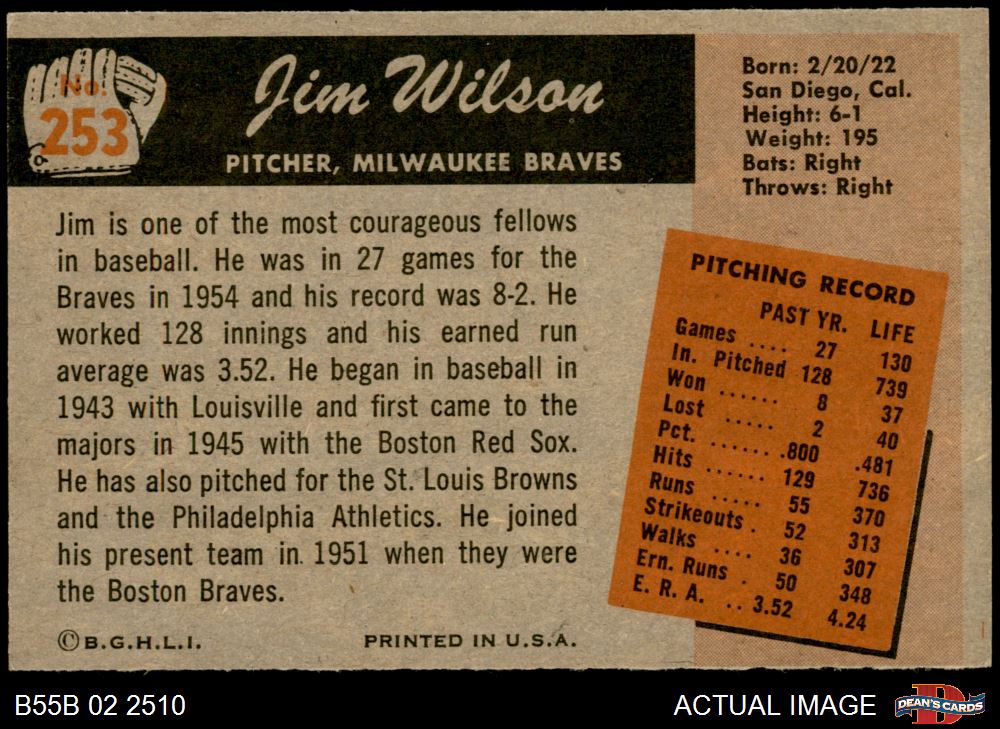 No.
253
Jim Wilson
PITCHER, MILWAUKEE BRAVES
Born: 2/20/22
San Diego, Cal.
Height: 6-1
Weight: 195
Bats: Right
Throws: Right
Jim is one of the most courageous fellows
in baseball. He was in 27 games for the
Braves in 1954 and his record was 8-2. He
worked 128 innings and his earned run
average was 3.52. He began in baseball in
1943 with Louisville and first came to the
majors in 1945 with the Boston Red Sox.
He has also pitched for the St. Louis Browns
and the Philadelphia Athletics. He joined
his present team in 1951 when they were
the Boston Braves.
PITCHING RECORD
PAST YR. LIFE
Games .... 27 130
In. Pitched 128 739
Won ...... 8 37
Lost ..... 2 40
Pct. ...... .800 .481
Hits ...... 129 736
Runs ..... 55 370
Strikeouts . 52 313
Walks .... 36 307
Ern. Runs . 50 348
E. R. A. .. 3.52 4.24
©B.G.H.L.I. PRINTED IN U.S.A.
B55B 02 2510 ACTUAL IMAGE
D
DEAN'S CARDS